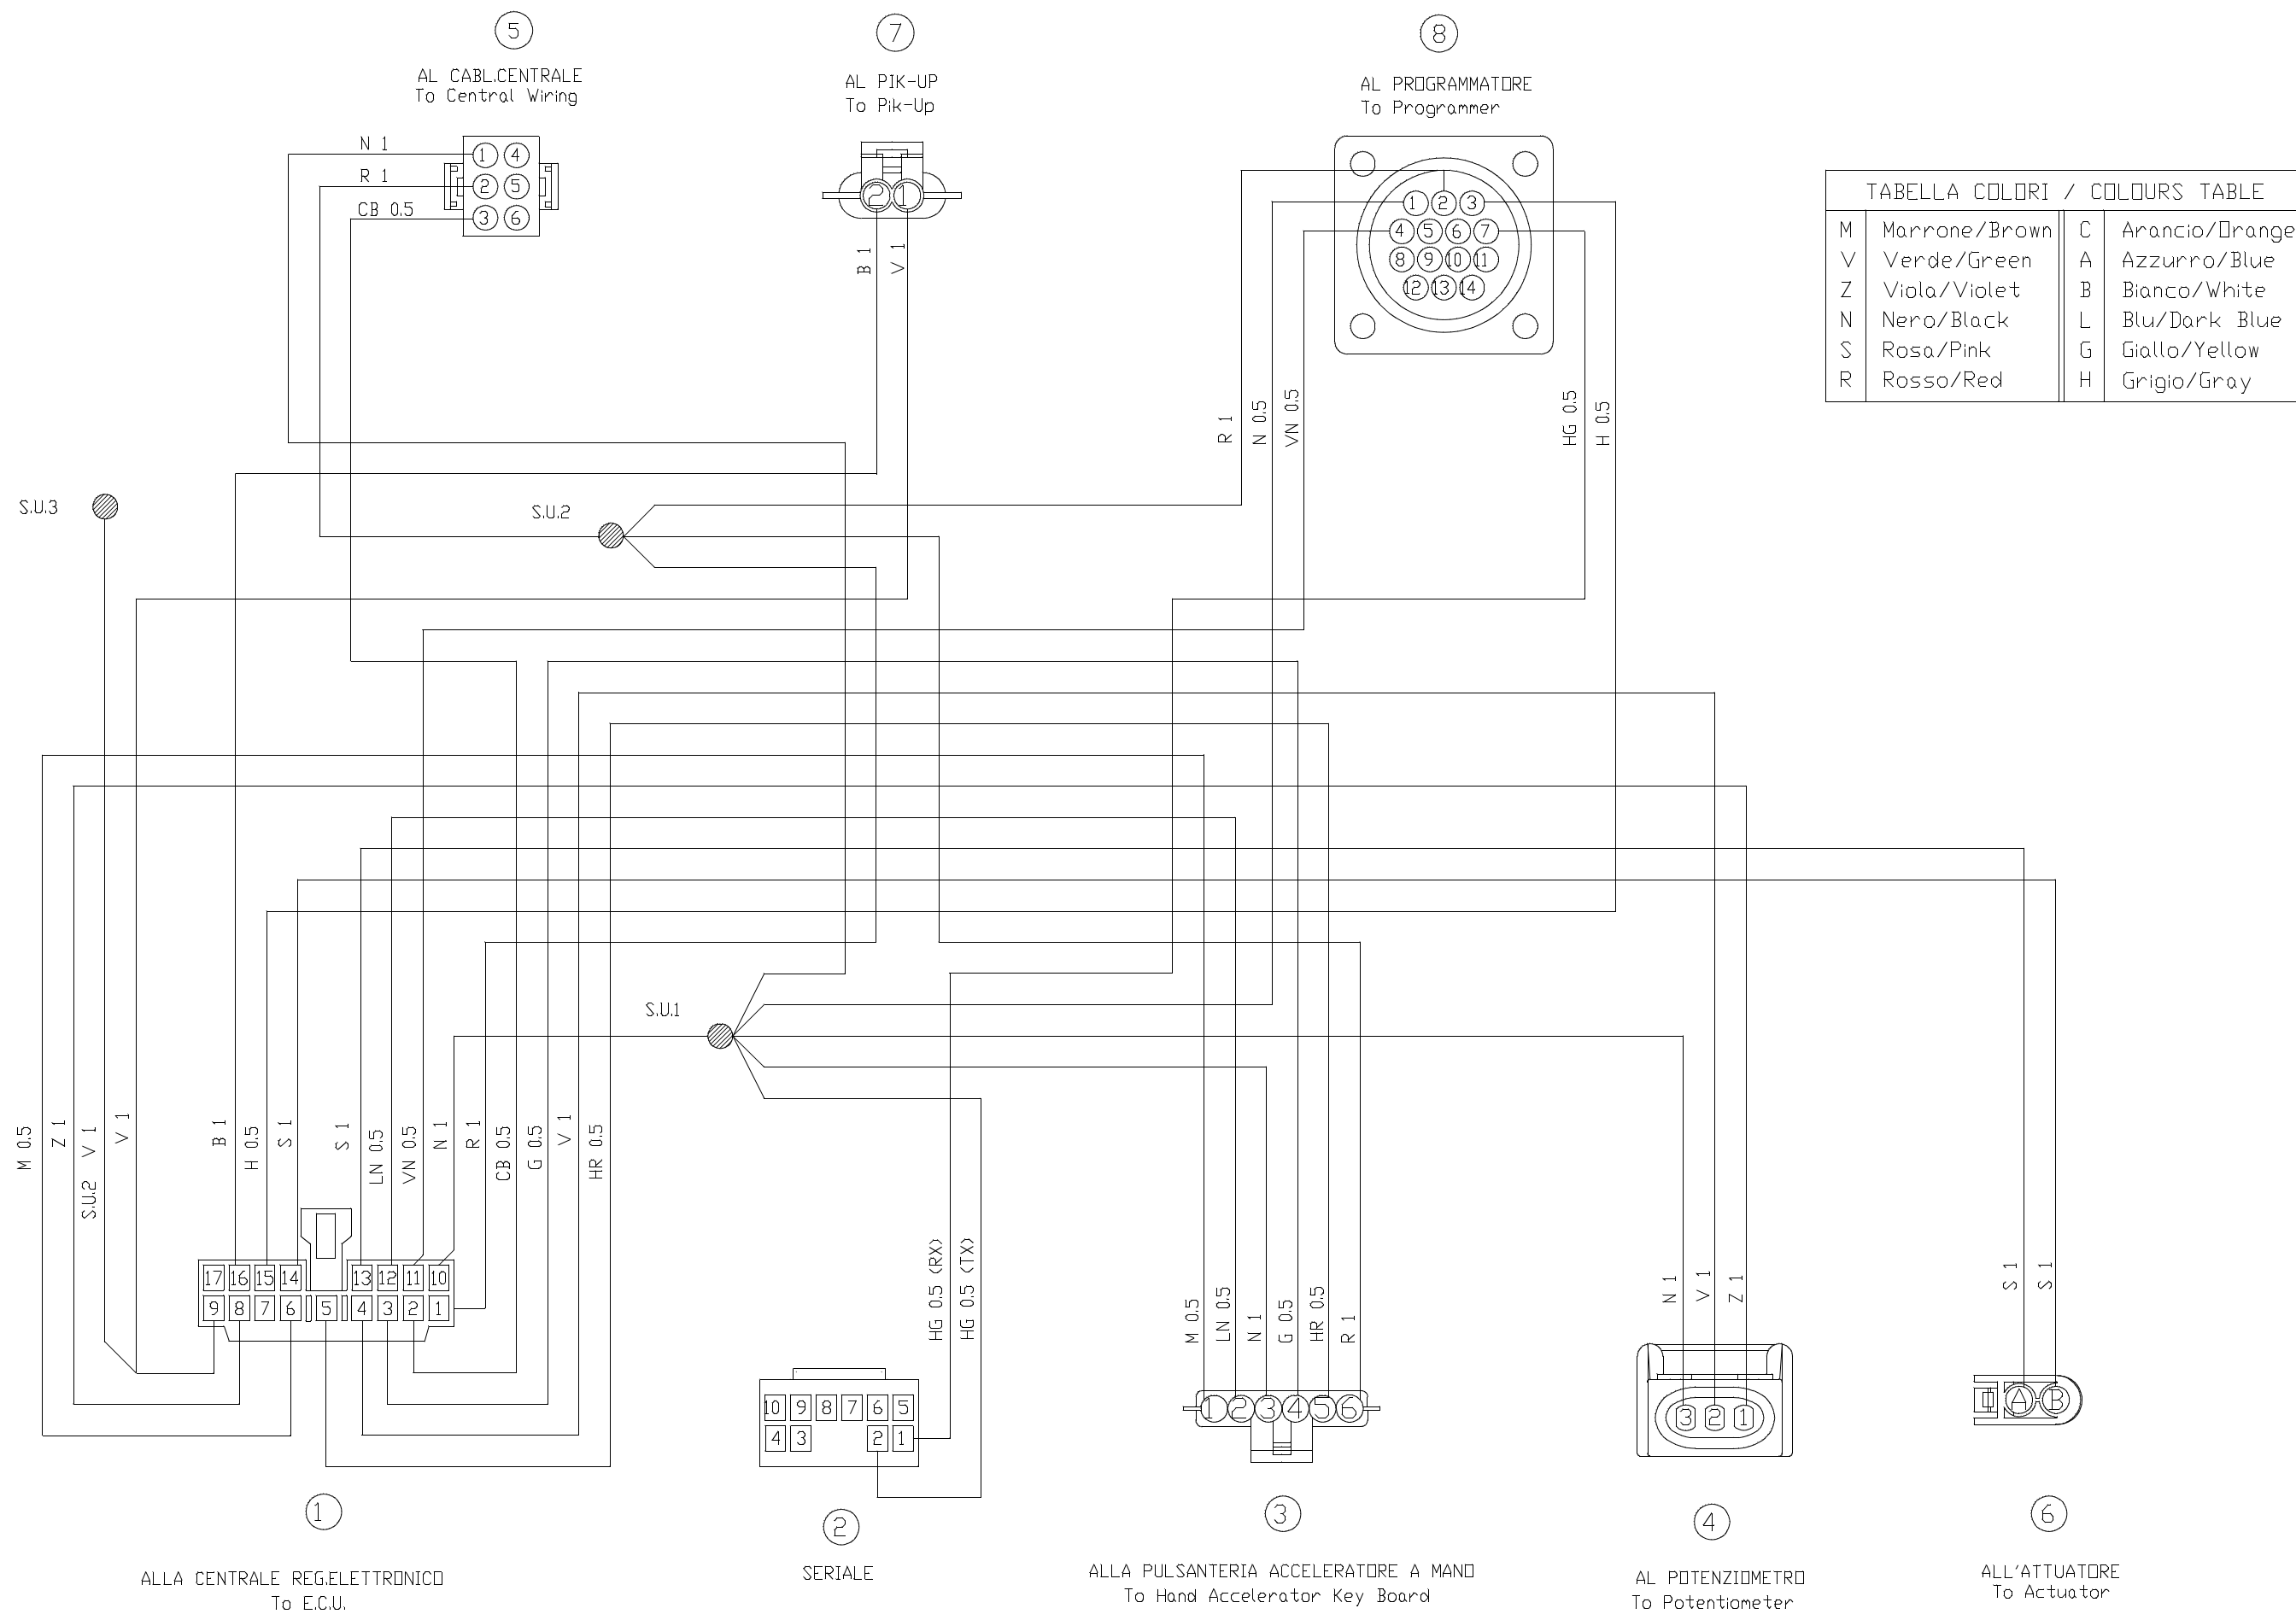 5
AL CABL.CENTRALE
To Central Wiring
N 1
R 1
CB 0.5
1 4
2 5
3 6
7
AL PIK-UP
To Pik-Up
2 1
B 1
V 1
8
AL PROGRAMMATORE
To Programmer
1 2 3
4 5 6 7
8 9 10 11
12 13 14
R 1
N 0.5
VN 0.5
HG 0.5
H 0.5
TABELLA COLORI / COLOURS TABLE
M Marrone/Brown C Arancio/Orange
V Verde/Green A Azzurro/Blue
Z Viola/Violet B Bianco/White
N Nero/Black L Blu/Dark Blue
S Rosa/Pink G Giallo/Yellow
R Rosso/Red H Grigio/Gray
S.U.3
S.U.2
S.U.1
M 0.5
Z 1
S.U.2 V 1
V 1
B 1
H 0.5
S 1
S 1
LN 0.5
VN 0.5
N 1
R 1
CB 0.5
G 0.5
V 1
HR 0.5
17 16 15 14 13 12 11 10
9 8 7 6 5 4 3 2 1
1
ALLA CENTRALE REG.ELETTRONICO
To E.C.U.
HG 0.5 (RX)
HG 0.5 (TX)
10 9 8 7 6 5
4 3 2 1
2
SERIALE
M 0.5
LN 0.5
N 1
G 0.5
HR 0.5
R 1
1 2 3 4 5 6
3
ALLA PULSANTERIA ACCELERATORE A MANO
To Hand Accelerator Key Board
N 1
V 1
Z 1
3 2 1
4
AL POTENZIOMETRO
To Potentiometer
S 1
S 1
A B
6
ALL'ATTUATORE
To Actuator